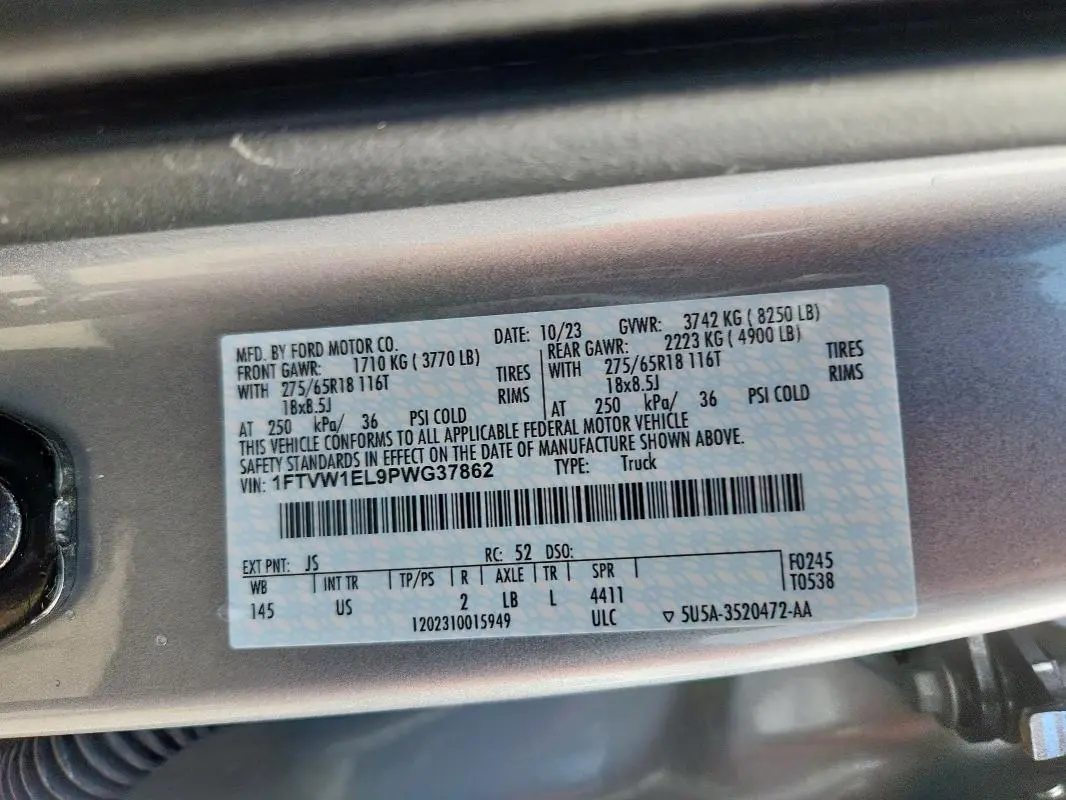 MFD. BY FORD MOTOR CO. DATE: 10/23 GVWR: 3742 KG ( 8250 LB)
FRONT GAWR: 1710 KG ( 3770 LB) REAR GAWR: 2223 KG ( 4900 LB)
WITH 275/65R18 116T TIRES WITH 275/65R18 116T TIRES
18x8.5J RIMS 18x8.5J RIMS
AT 250 kPa/ 36 PSI COLD AT 250 kPa/ 36 PSI COLD
THIS VEHICLE CONFORMS TO ALL APPLICABLE FEDERAL MOTOR VEHICLE
SAFETY STANDARDS IN EFFECT ON THE DATE OF MANUFACTURE SHOWN ABOVE.
VIN: 1FTVW1EL9PWG37862 TYPE: Truck
EXT PNT: JS RC: 52 DSO:
WB INT TR TP/PS R AXLE TR SPR F0245
145 US 2 LB L 4411 T0538
1202310015949 ULC ▽ 5U5A-3520472-AA